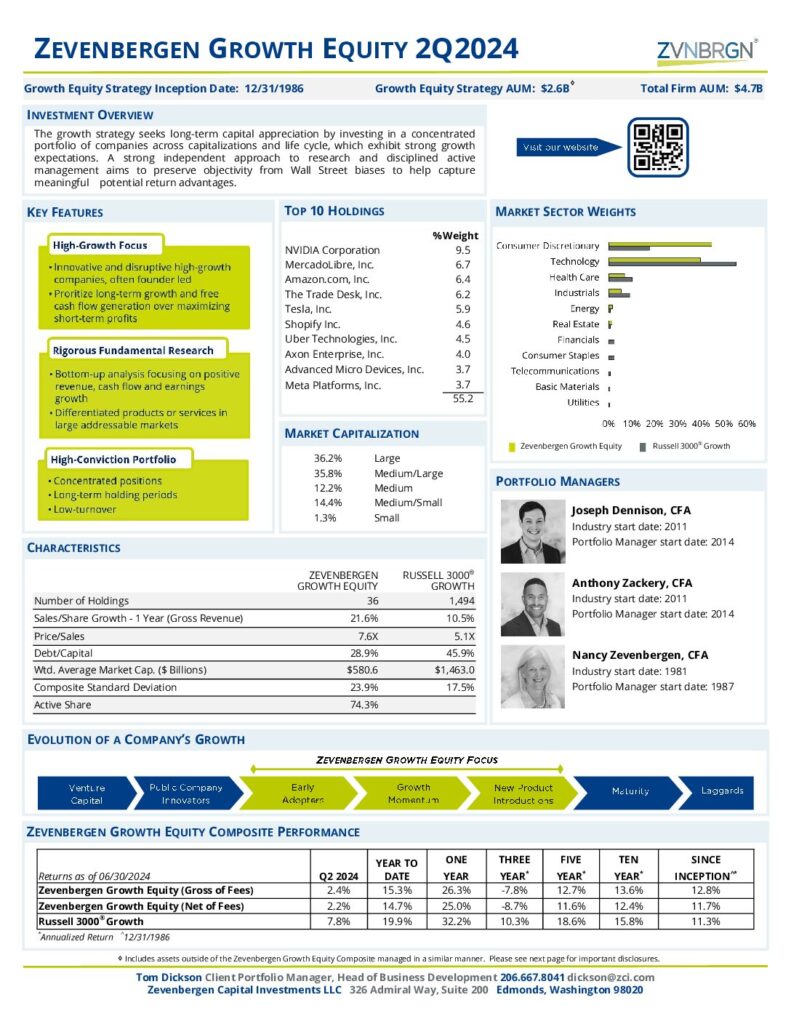 ZEVENBERGEN GROWTH EQUITY 2Q2024
ZVNBRGN®
Growth Equity Strategy Inception Date: 12/31/1986 Growth Equity Strategy AUM: $2.6B◊ Total Firm AUM: $4.7B
INVESTMENT OVERVIEW
The growth strategy seeks long-term capital appreciation by investing in a concentrated
portfolio of companies across capitalizations and life cycle, which exhibit strong growth
expectations. A strong independent approach to research and disciplined active
management aims to preserve objectivity from Wall Street biases to help capture
meaningful potential return advantages.
Visit our website
KEY FEATURES
High-Growth Focus
• Innovative and disruptive high-growth
companies, often founder led
• Prioritize long-term growth and free
cash flow generation over maximizing
short-term profits
Rigorous Fundamental Research
• Bottom-up analysis focusing on positive
revenue, cash flow and earnings
growth
• Differentiated products or services in
large addressable markets
High-Conviction Portfolio
• Concentrated positions
• Long-term holding periods
• Low-turnover
TOP 10 HOLDINGS
%Weight
NVIDIA Corporation 9.5
MercadoLibre, Inc. 6.7
Amazon.com, Inc. 6.4
The Trade Desk, Inc. 6.2
Tesla, Inc. 5.9
Shopify Inc. 4.6
Uber Technologies, Inc. 4.5
Axon Enterprise, Inc. 4.0
Advanced Micro Devices, Inc. 3.7
Meta Platforms, Inc. 3.7
55.2
MARKET CAPITALIZATION
36.2% Large
35.8% Medium/Large
12.2% Medium
14.4% Medium/Small
1.3% Small
MARKET SECTOR WEIGHTS
Consumer Discretionary
Technology
Health Care
Industrials
Energy
Real Estate
Financials
Consumer Staples
Telecommunications
Basic Materials
Utilities
0% 10% 20% 30% 40% 50% 60%
Zevenbergen Growth Equity Russell 3000® Growth
PORTFOLIO MANAGERS
Joseph Dennison, CFA
Industry start date: 2011
Portfolio Manager start date: 2014
Anthony Zackery, CFA
Industry start date: 2011
Portfolio Manager start date: 2014
Nancy Zevenbergen, CFA
Industry start date: 1981
Portfolio Manager start date: 1987
CHARACTERISTICS
ZEVENBERGEN RUSSELL 3000®
GROWTH EQUITY GROWTH
Number of Holdings 36 1,494
Sales/Share Growth - 1 Year (Gross Revenue) 21.6% 10.5%
Price/Sales 7.6X 5.1X
Debt/Capital 28.9% 45.9%
Wtd. Average Market Cap. ($ Billions) $580.6 $1,463.0
Composite Standard Deviation 23.9% 17.5%
Active Share 74.3%
EVOLUTION OF A COMPANY'S GROWTH
ZEVENBERGEN GROWTH EQUITY FOCUS
Venture Capital
Public Company Innovators
Early Adopters
Growth Momentum
New Product Introductions
Maturity
Laggards
ZEVENBERGEN GROWTH EQUITY COMPOSITE PERFORMANCE
Returns as of 06/30/2024 Q2 2024 YEAR TO DATE ONE YEAR THREE YEAR* FIVE YEAR* TEN YEAR* SINCE INCEPTION^*
Zevenbergen Growth Equity (Gross of Fees) 2.4% 15.3% 26.3% -7.8% 12.7% 13.6% 12.8%
Zevenbergen Growth Equity (Net of Fees) 2.2% 14.7% 25.0% -8.7% 11.6% 12.4% 11.7%
Russell 3000® Growth 7.8% 19.9% 32.2% 10.3% 18.6% 15.8% 11.3%
*Annualized Return ^12/31/1986
◊ Includes assets outside of the Zevenbergen Growth Equity Composite managed in a similar manner. Please see next page for important disclosures.
Tom Dickson Client Portfolio Manager, Head of Business Development 206.667.8041 dickson@zci.com
Zevenbergen Capital Investments LLC 326 Admiral Way, Suite 200 Edmonds, Washington 98020